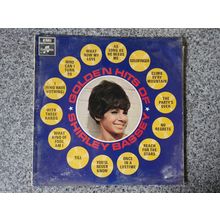 EMI
AS
LONG AS
HE NEEDS
ME
WHAT
NOW MY
LOVE
GOLDFINGER
WHO
CAN I
TURN
TO
CLIMB
EV'RY
MOUNTAIN
I
(WHO HAVE
NOTHING)
THE
PARTY'S
OVER
WITH
THESE
HANDS
NO
REGRETS
WHAT
KIND OF
FOOL AM
I
REACH
FOR THE
STARS
TILL
YOU'LL
NEVER
KNOW
ONCE
IN A
LIFETIME
GOLDEN HITS OF
SHIRLEY BASSEY